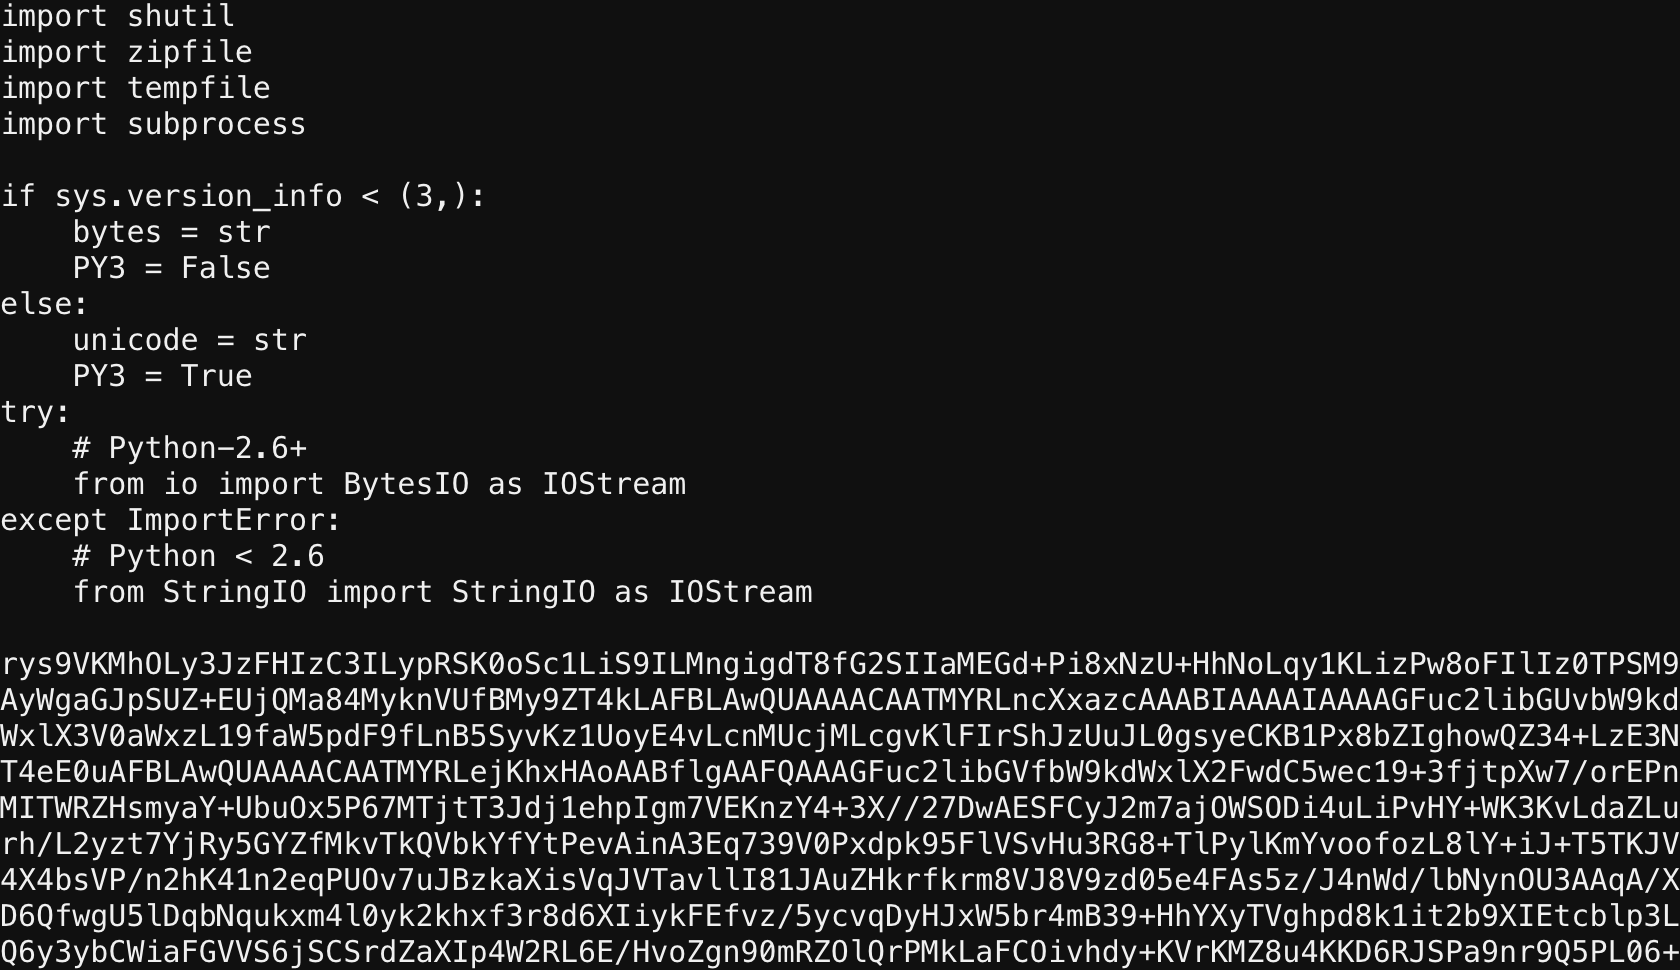 import shutil
import zipfile
import tempfile
import subprocess
if sys.version_info < (3,):
    bytes = str
    PY3 = False
else:
    unicode = str
    PY3 = True
try:
    # Python-2.6+
    from io import BytesIO as IOStream
except ImportError:
    # Python < 2.6
    from StringIO import StringIO as IOStream
rys9VKMhOLy3JzFHIzC3ILypRSK0oSc1LiS9ILMngigdT8fG2SIIaMEGd+Pi8xNzU+HhNoLqy1KLizPw8oFIlIz0TPSM9
AyWgaGJpSUZ+EUjQMa84MyknVUfBMy9ZT4kLAFBLAwQUAAAACAATMYRLncXxazcAAABIAAAAIAAAAGFuc2libGUvbW9kd
WxlX3V0aWxzL19faW5pdF9fLnB5SyvKz1UoyE4vLcnMUcjMLcgvKlFIrShJzUuJL0gsyeCKB1Px8bZIghowQZ34+LzE3N
T4eE0uAFBLAwQUAAAACAATMYRLejKhxHAoAABflgAAFQAAAGFuc2libGVfbW9kdWxlX2FwdC5wec19+3fjtpXw7/orEPn
MITWRZHsmyaY+UbuOx5P67MTjtT3Jdj1ehpIgm7VEKnzY4+3X//27DwAESFCyJ2m7ajOWSODi4uLiPvHY+WK3KvLdaZLu
rh/L2yzt7YjRy5GYZfMkvTkQVbkYfYtPevAinA3Eq739V0Pxdpk95FlVSvHu3RG8+TlPylKmYvoofozL8lY+iJ+T5TKJV
4X4bsVP/n2hK41n2eqPUOv7uJBzkaXisVqJVTavllI81JAuZHkrfkrm8VJ8V9zd05e4FAs5z/J4nWd/lbNynOU3AAqA/X
D6QfwgU5lDqbNqukxm4l0yk2khxf3r8d6XIiykFEfvz/5ycvqDyHJxW5br4mB39+HhYXyTVghpd8k1it2b9XIEtcblp3L
Q6y3ybCWiaFGVVS6jSCSrdZaXIp4W2RL6E/HvoZgn90mRZOlQrPMkLaFCOivhdy+KVrKMZ8u4KKD6RJSPa9nr9Q5PL06+